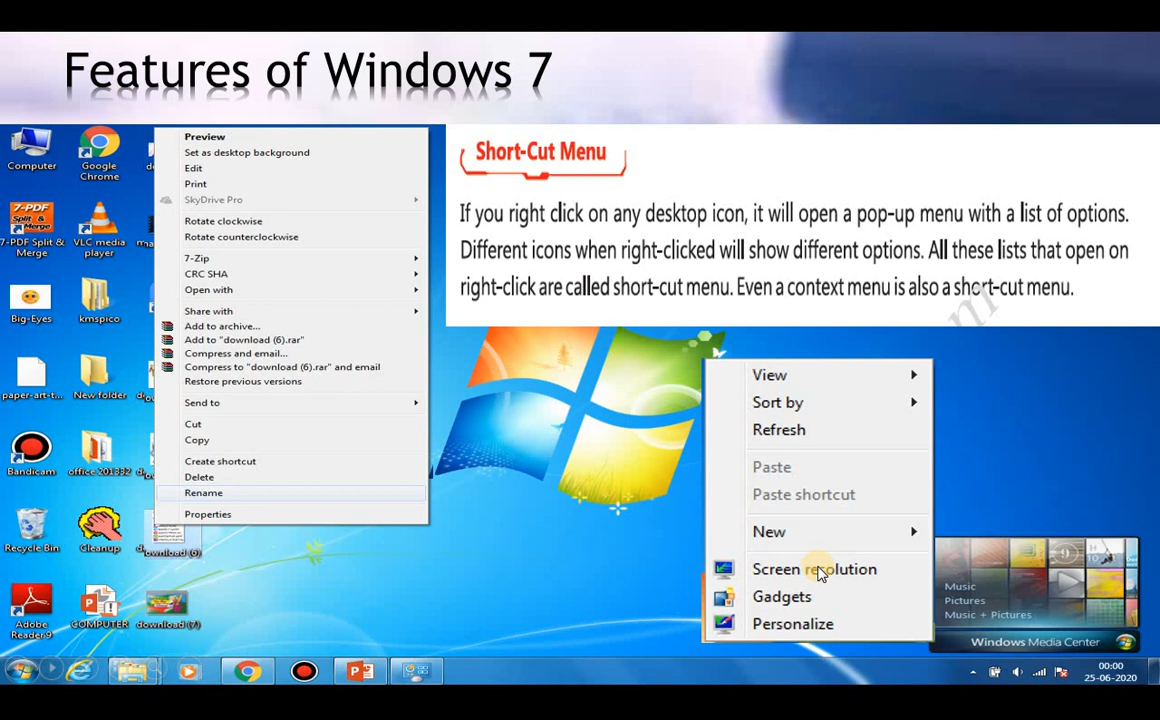 Features of Windows 7
Computer
Google
Chrome
7-PDF
Split &
Merge
7-PDF Split &
Merge
VLC media
player
Big-Eyes
kmspico
paper-art-t...
New folder
Bandicam
office 201332
Recycle Bin
Cleanup
download (6)
Adobe
Reader9
COMPUTER
download (7)
Preview
Set as desktop background
Edit
Print
SkyDrive Pro
Rotate clockwise
Rotate counterclockwise
7-Zip
CRC SHA
Open with
Share with
Add to archive...
Add to "download (6).rar"
Compress and email...
Compress to "download (6).rar" and email
Restore previous versions
Send to
Cut
Copy
Create shortcut
Delete
Rename
Properties
Short-Cut Menu
If you right click on any desktop icon, it will open a pop-up menu with a list of options.
Different icons when right-clicked will show different options. All these lists that open on
right-click are called short-cut menu. Even a context menu is also a short-cut menu.
View
Sort by
Refresh
Paste
Paste shortcut
New
Screen resolution
Gadgets
Personalize
Music
Pictures
Music + Pictures
Windows Media Center
00:00
25-06-2020